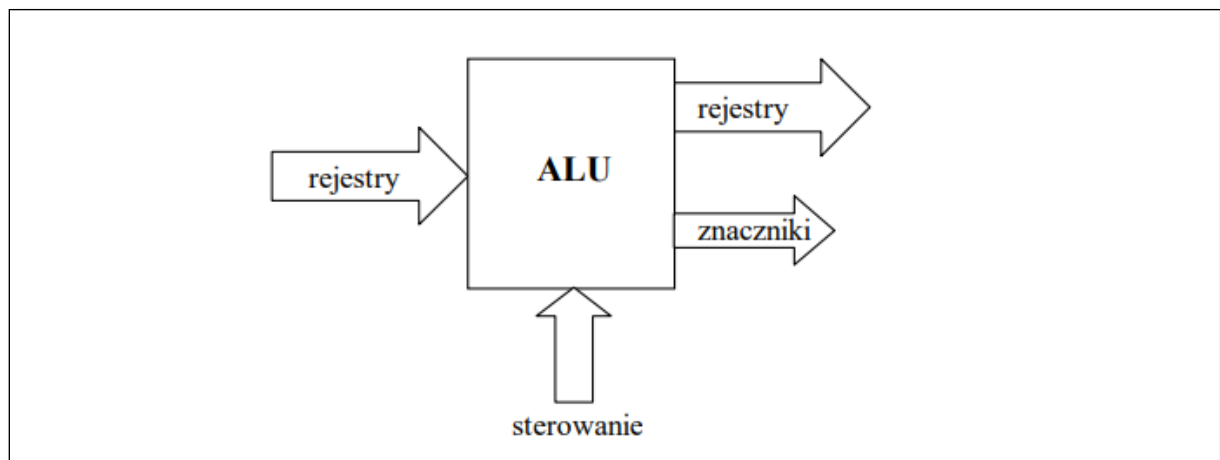 rejestry
ALU
rejestry
znaczniki
sterowanie